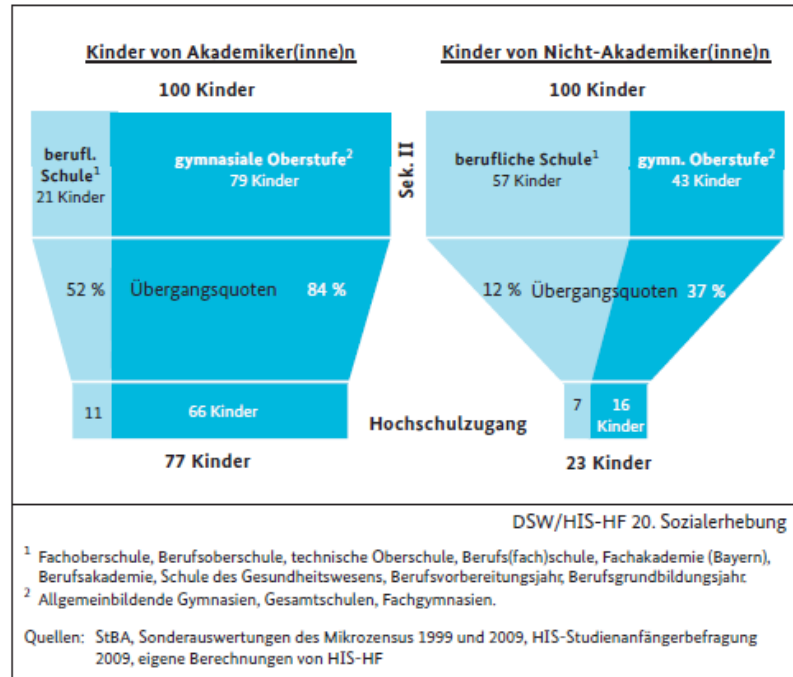 Kinder von Akademiker(inne)n
100 Kinder
berufl.
Schule¹
21 Kinder
gymnasiale Oberstufe²
79 Kinder
52 %
Übergangsquoten
84 %
11
66 Kinder
77 Kinder
Sek. II
Hochschulzugang
Kinder von Nicht-Akademiker(inne)n
100 Kinder
berufliche Schule¹
57 Kinder
gymn. Oberstufe²
43 Kinder
12 %
Übergangsquoten
37 %
7
16
Kinder
23 Kinder
DSW/HIS-HF 20. Sozialerhebung
¹ Fachoberschule, Berufsoberschule, technische Oberschule, Berufs(fach)schule, Fachakademie (Bayern),
Berufsakademie, Schule des Gesundheitswesens, Berufsvorbereitungsjahr, Berufsgrundbildungsjahr.
² Allgemeinbildende Gymnasien, Gesamtschulen, Fachgymnasien.
Quellen: StBA, Sonderauswertungen des Mikrozensus 1999 und 2009, HIS-Studienanfängerbefragung
2009, eigene Berechnungen von HIS-HF